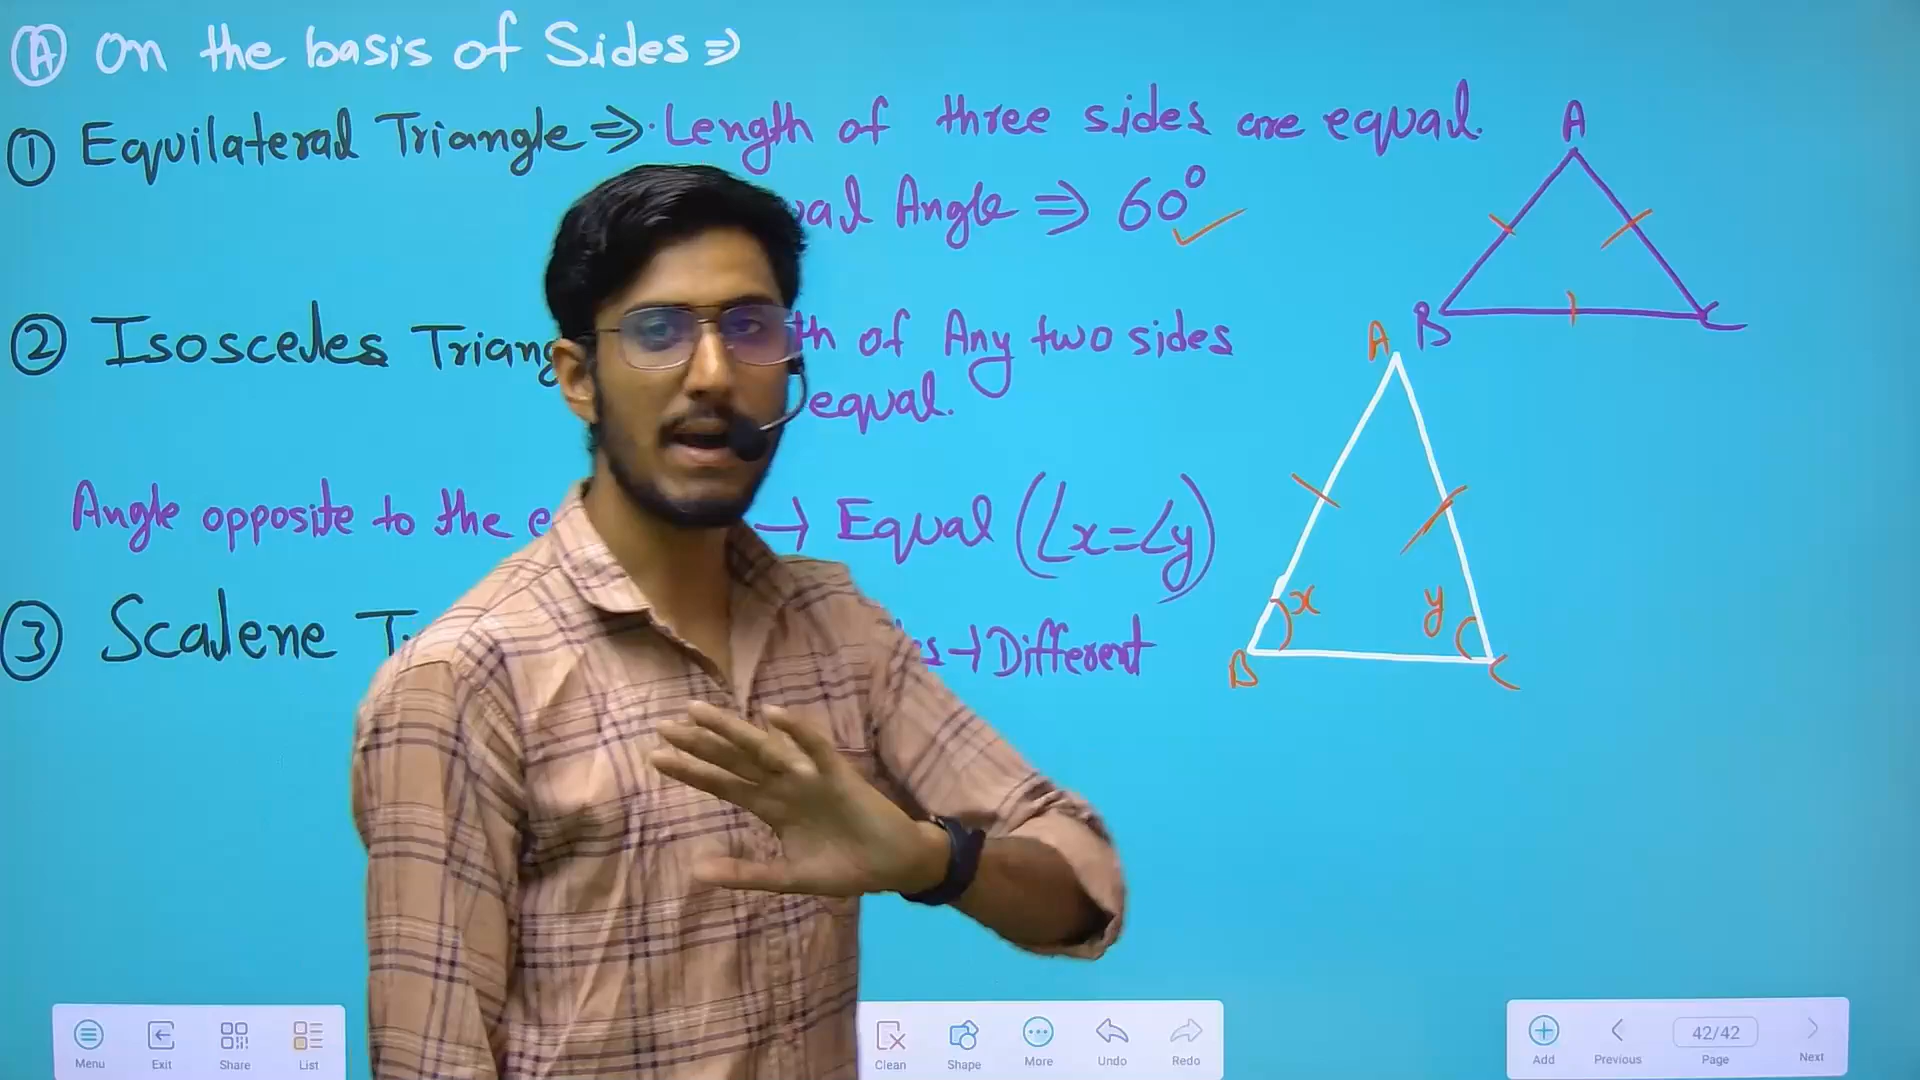 A On the basis of Sides ⇒
① Equilateral Triangle ⇒ · Length of three sides are equal.
Angle ⇒ 60°
② Isosceles of Any two sides
equal.
Angle opposite to the → Equal (∠x=∠y)
③ Scalene → Different
A
B
C
A
x
y
B
C
Menu Exit Share List Clean Shape More Undo Redo Add Previous 42/42 Page Next